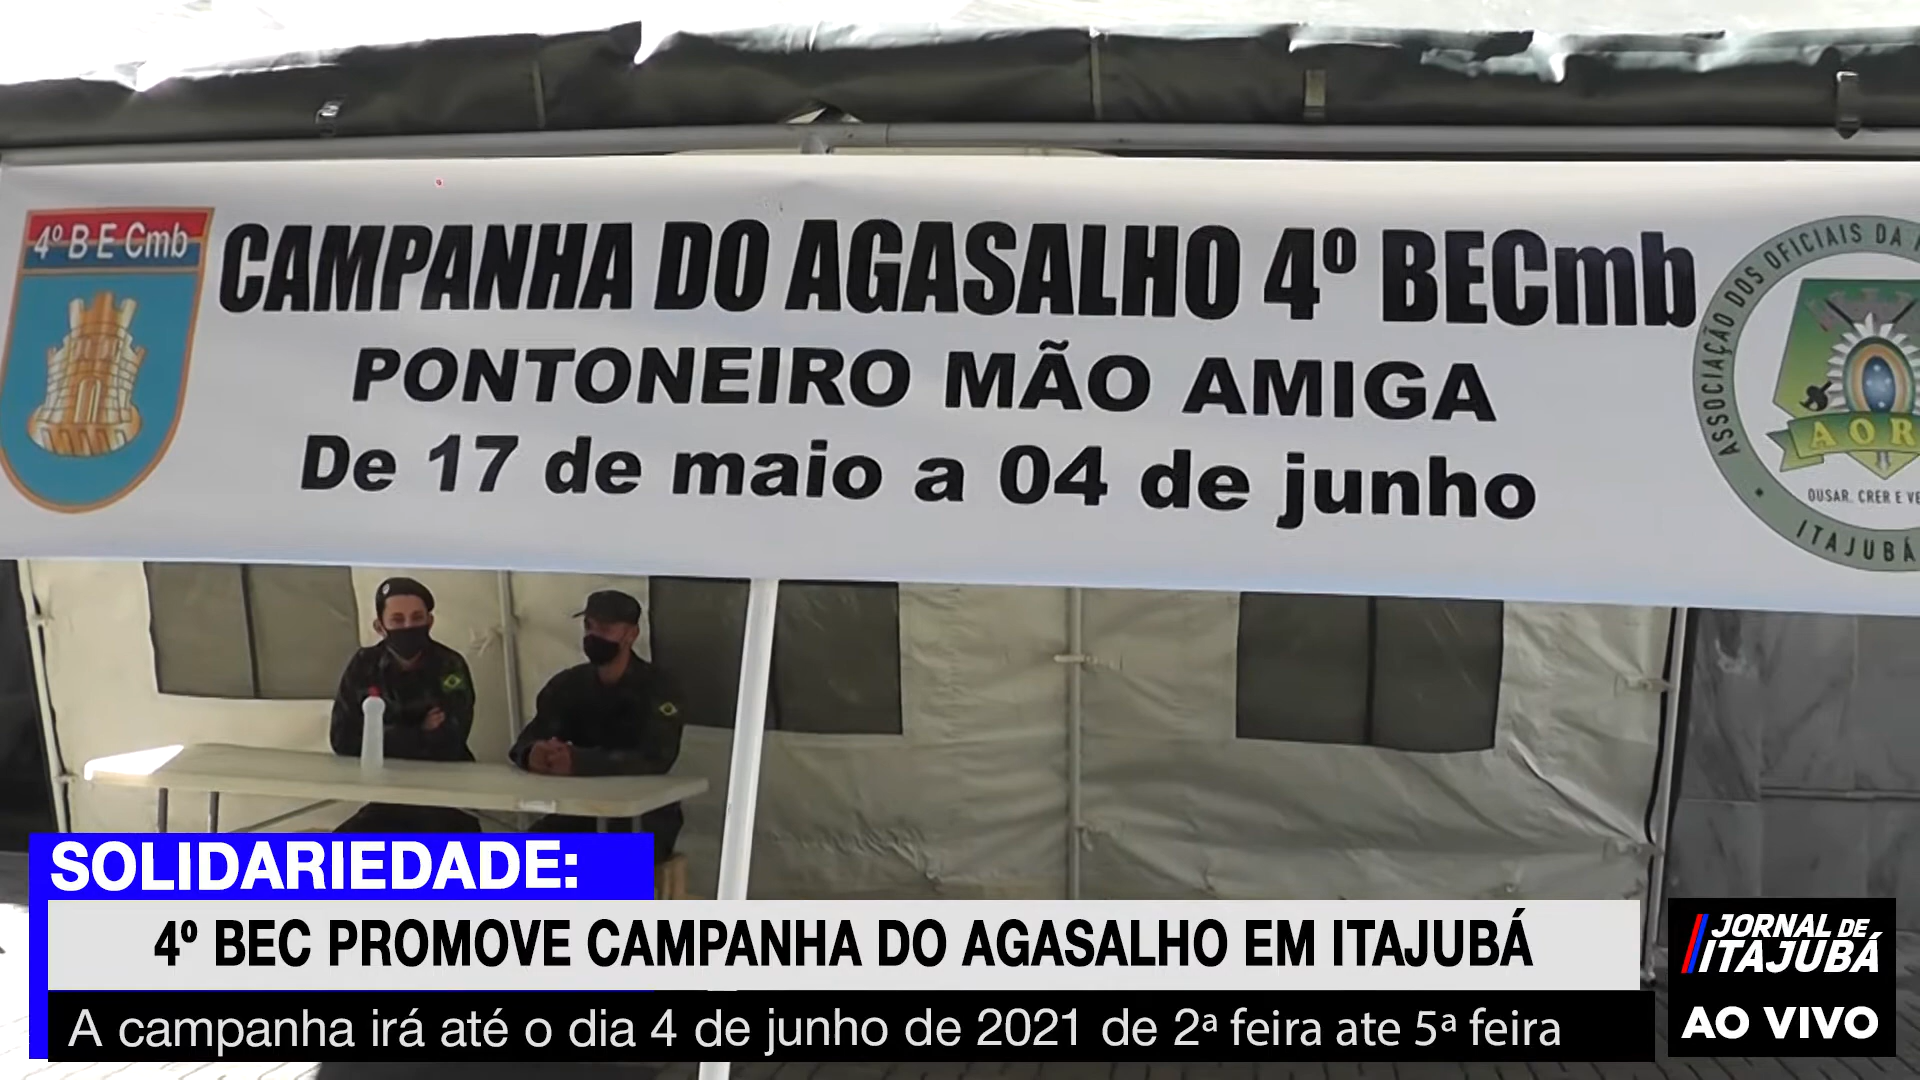 4º B E Cmb
CAMPANHA DO AGASALHO 4º BECmb
PONTONEIRO MÃO AMIGA
De 17 de maio a 04 de junho
ASSOCIAÇÃO DOS OFICIAIS DA
AOR
OUSAR, CRER E
ITAJUBÁ
SOLIDARIEDADE:
4º BEC PROMOVE CAMPANHA DO AGASALHO EM ITAJUBÁ
A campanha irá até o dia 4 de junho de 2021 de 2ª feira ate 5ª feira
JORNAL DE
ITAJUBÁ
AO VIVO